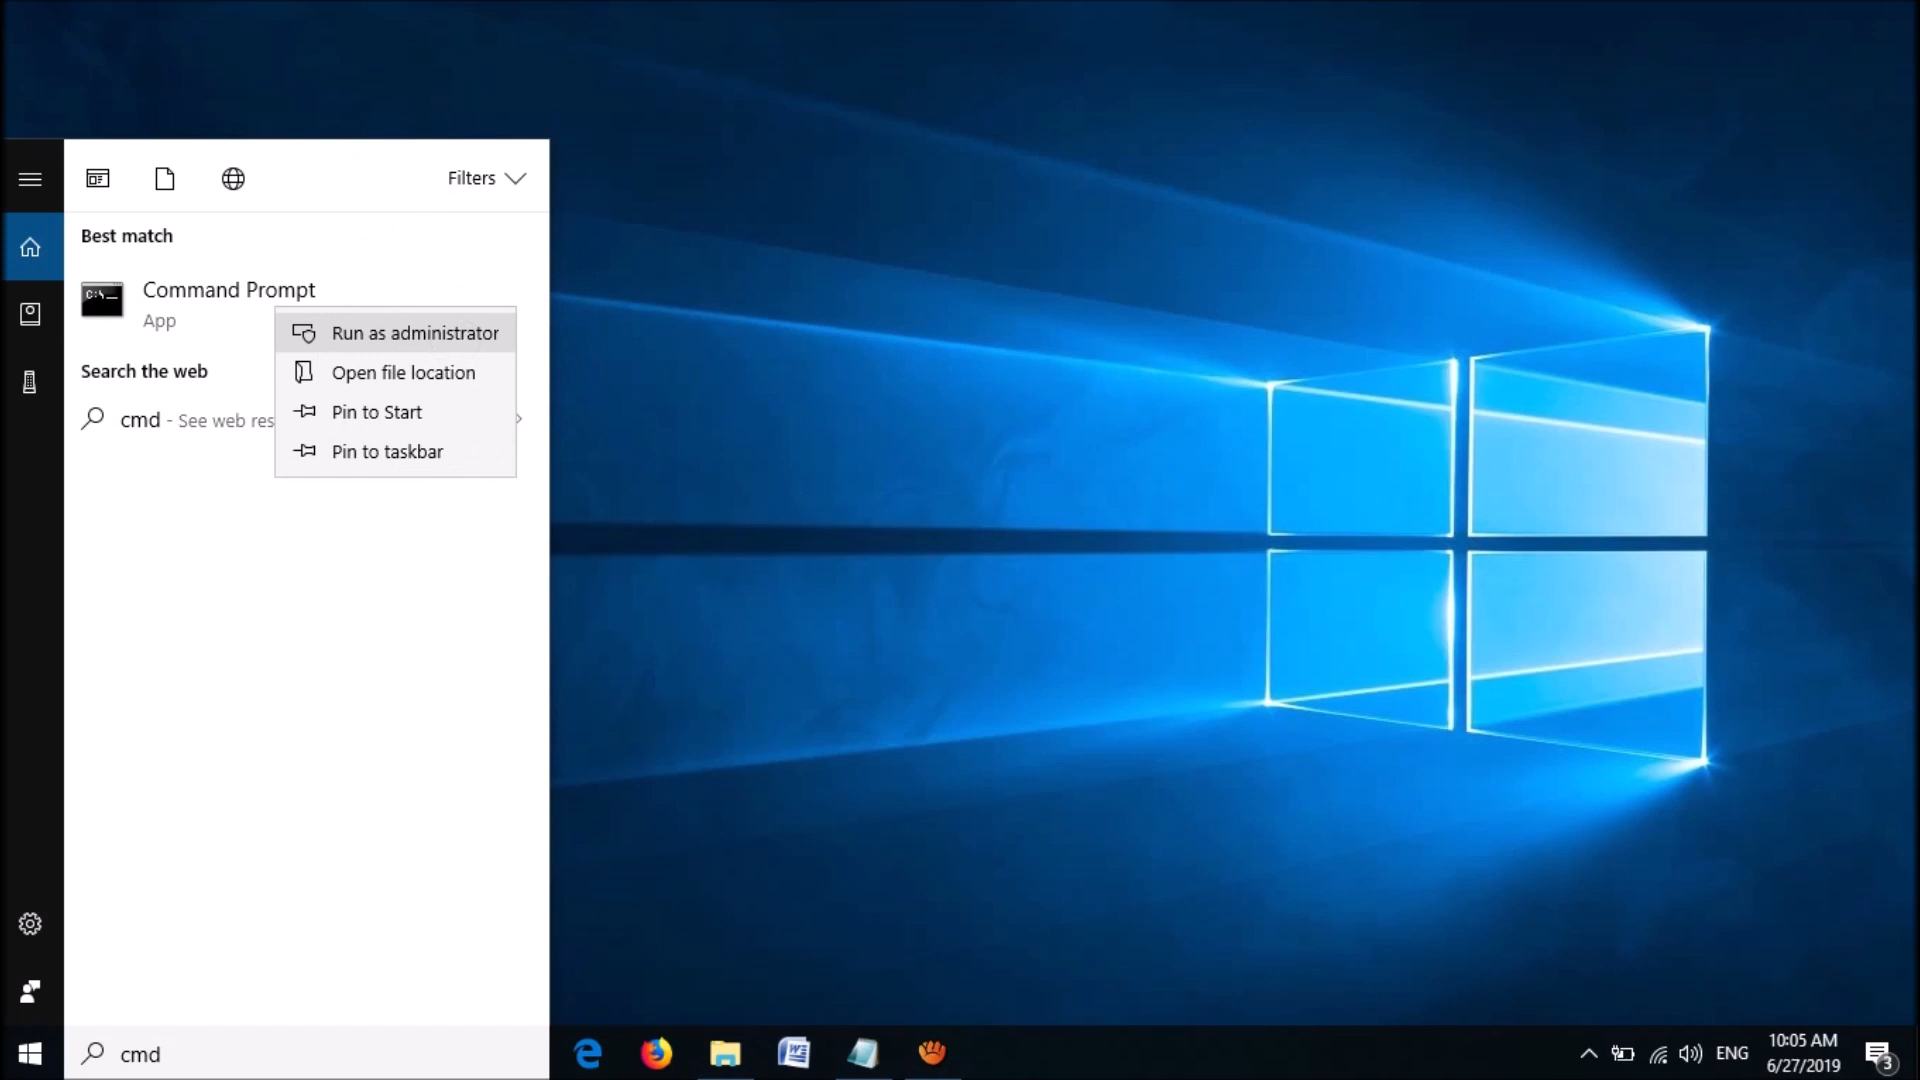 Filters
Best match
Command Prompt
App
Run as administrator
Open file location
Pin to Start
Pin to taskbar
Search the web
cmd - See web res
cmd
ENG
10:05 AM
6/27/2019
3